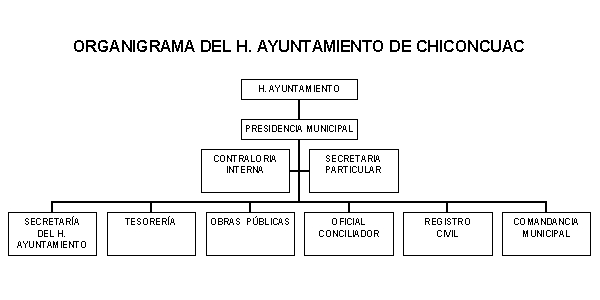 ORGANIGRAMA DEL H. AYUNTAMIENTO DE CHICONCUAC
H. AYUNTAMIENTO
PRESIDENCIA MUNICIPAL
CONTRALORIA
INTERNA
SECRETARIA
PARTICULAR
SECRETARÍA
DEL H.
AYUNTAMIENTO
TESORERÍA
OBRAS PÚBLICAS
OFICIAL
CONCILIADOR
REGISTRO
CIVIL
COMANDANCIA
MUNICIPAL